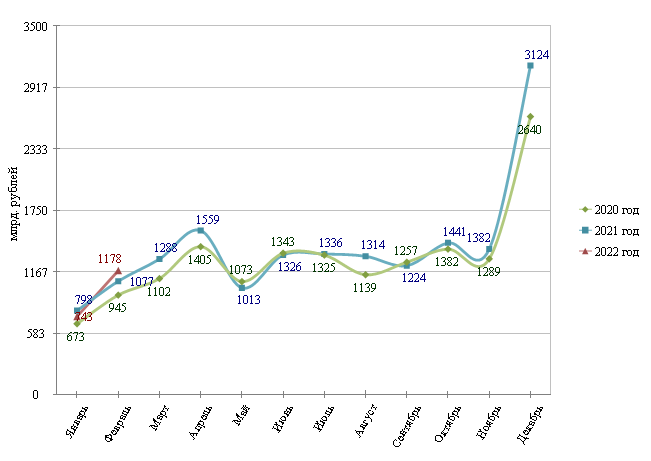 3500
2917
2333
1750
1167
583
0
млрд. рублей
3124
2640
1559
1405
1441
1382
1382
1289
1343
1326
1336
1325
1314
1139
1257
1224
1288
1102
1178
1077
945
1073
1013
798
743
673
Январь
Февраль
Март
Апрель
Май
Июнь
Июль
Август
Сентябрь
Октябрь
Ноябрь
Декабрь
2020 год
2021 год
2022 год